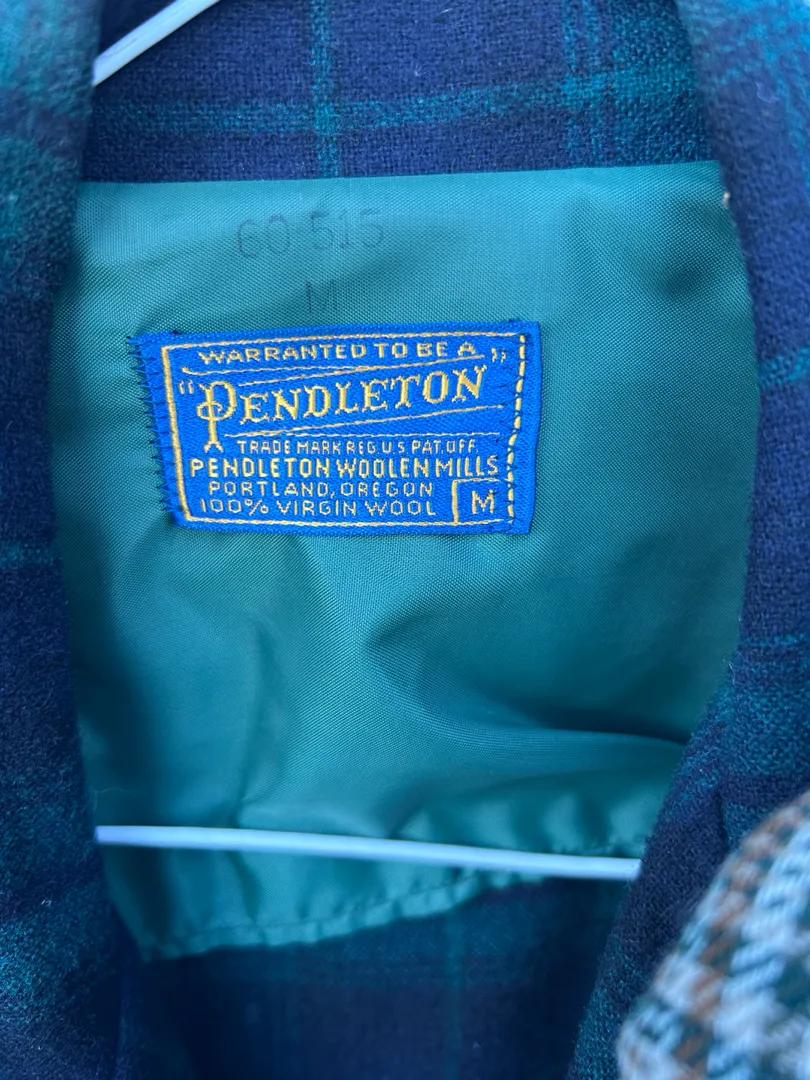 60 515
M
WARRANTED TO BE A
"PENDLETON"
TRADE MARK REG U.S. PAT. OFF.
PENDLETON WOOLEN MILLS
PORTLAND, OREGON
100% VIRGIN WOOL
M